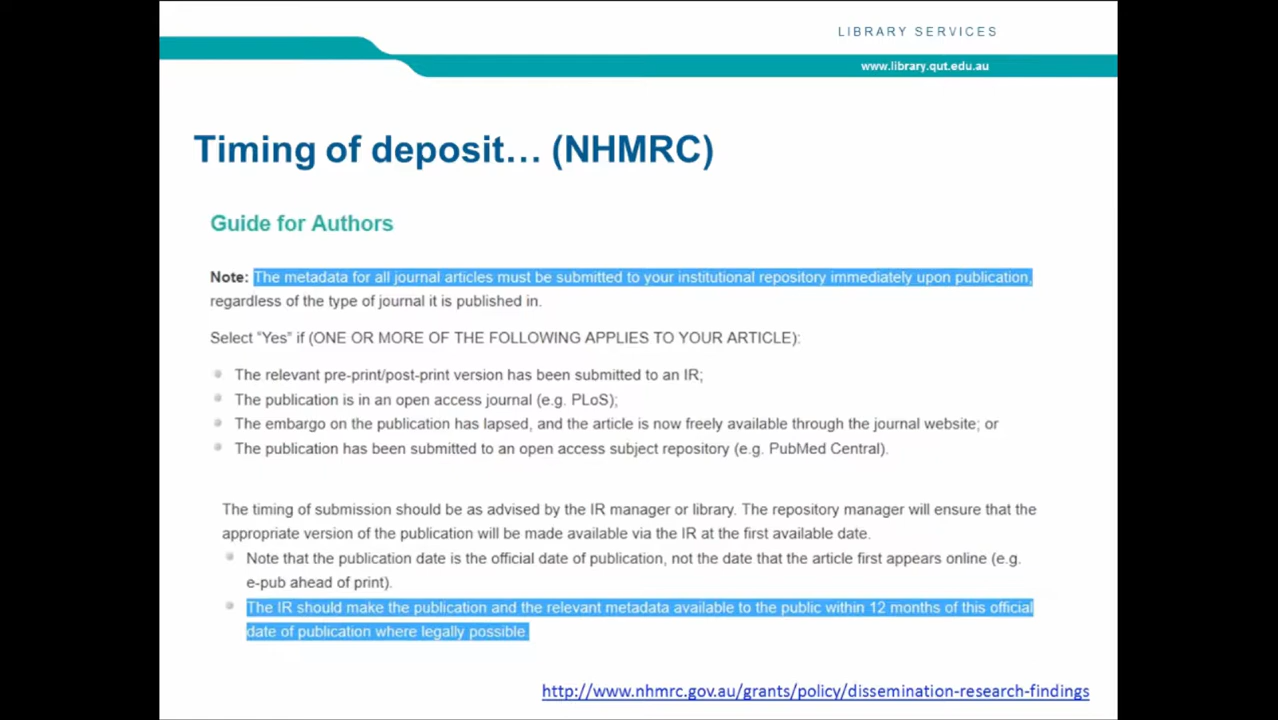 LIBRARY SERVICES
www.library.qut.edu.au
Timing of deposit… (NHMRC)
Guide for Authors
Note: The metadata for all journal articles must be submitted to your institutional repository immediately upon publication,
regardless of the type of journal it is published in.
Select "Yes" if (ONE OR MORE OF THE FOLLOWING APPLIES TO YOUR ARTICLE):
The relevant pre-print/post-print version has been submitted to an IR;
The publication is in an open access journal (e.g. PLoS);
The embargo on the publication has lapsed, and the article is now freely available through the journal website; or
The publication has been submitted to an open access subject repository (e.g. PubMed Central).
The timing of submission should be as advised by the IR manager or library. The repository manager will ensure that the
appropriate version of the publication will be made available via the IR at the first available date.
Note that the publication date is the official date of publication, not the date that the article first appears online (e.g.
e-pub ahead of print).
The IR should make the publication and the relevant metadata available to the public within 12 months of this official
date of publication where legally possible.
http://www.nhmrc.gov.au/grants/policy/dissemination-research-findings